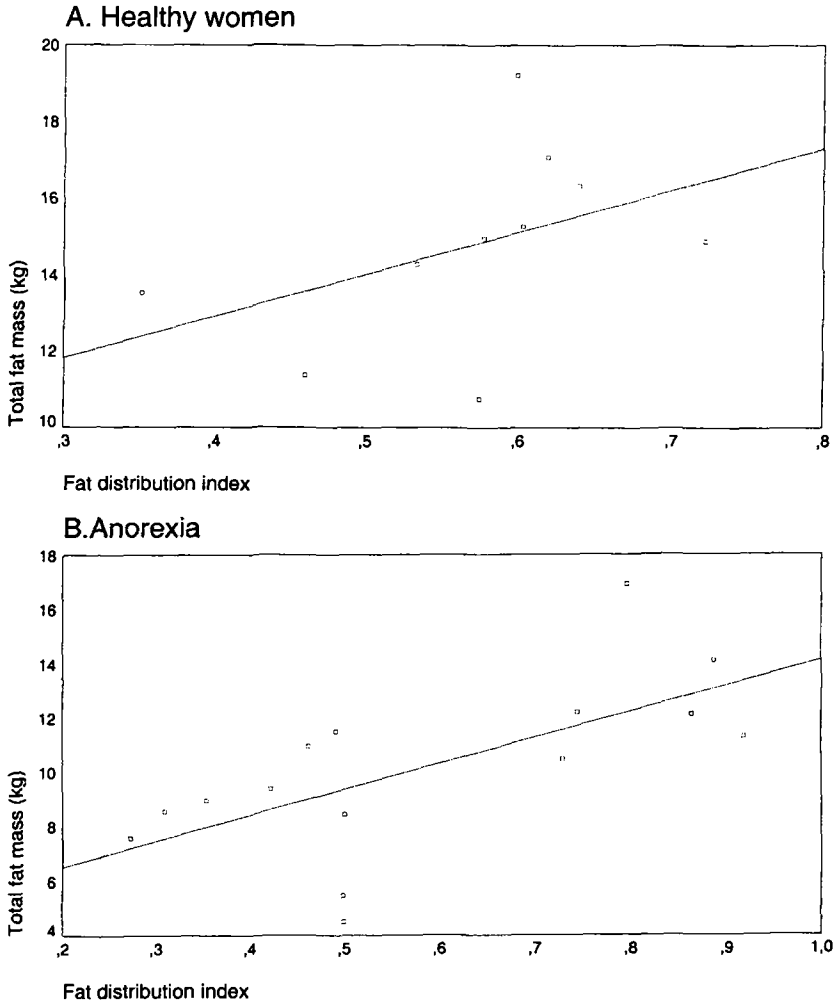 A. Healthy women
20
18
16
14
12
10
Total fat mass (kg)
,3 ,4 ,5 ,6 ,7 ,8
Fat distribution index
B.Anorexia
18
16
14
12
10
8
6
4
Total fat mass (kg)
,2 ,3 ,4 ,5 ,6 ,7 ,8 ,9 1,0
Fat distribution index